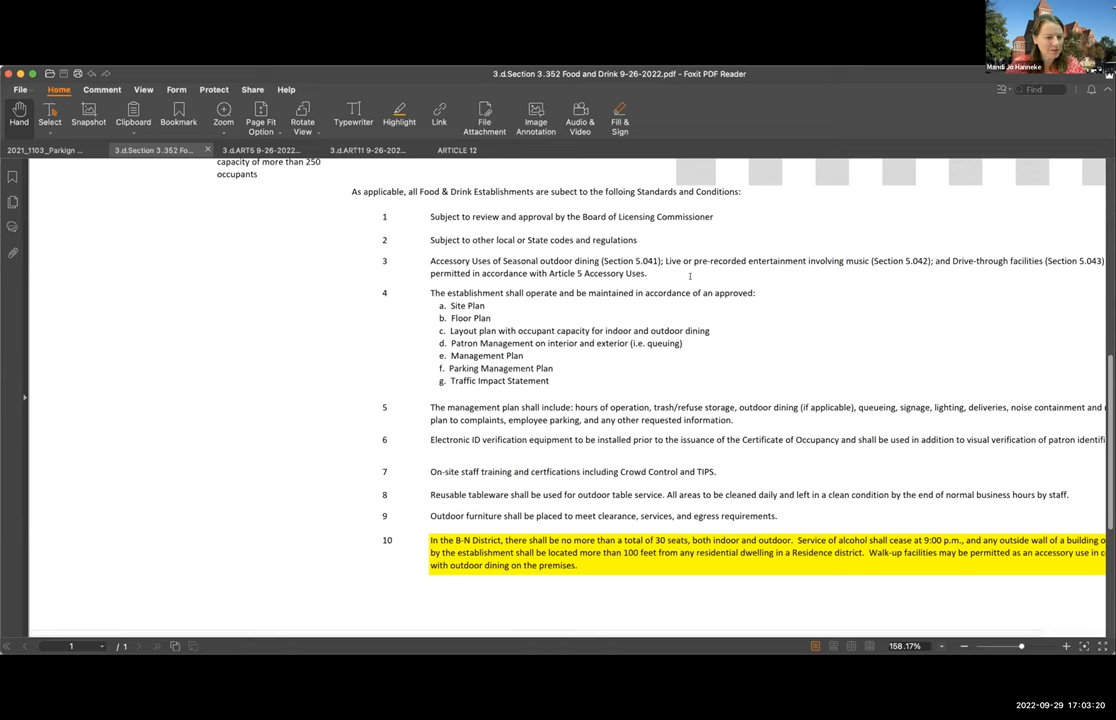 Mandi Jo Hanneke
3.d.Section 3.352 Food and Drink 9-26-2022.pdf - Foxit PDF Reader
File Home Comment View Form Protect Share Help
Find
Hand Select Snapshot Clipboard Bookmark Zoom Page Fit Option Rotate View Typewriter Highlight Link File Attachment Image Annotation Audio & Video Fill & Sign
2021_1103_Parkign ... 3.d.Section 3.352 Fo... 3.d.ART5 9-26-2022.... 3.d.ART11 9-26-202... ARTICLE 12
capacity of more than 250
occupants
As applicable, all Food & Drink Establishments are subect to the folloing Standards and Conditions:
1 Subject to review and approval by the Board of Licensing Commissioner
2 Subject to other local or State codes and regulations
3 Accessory Uses of Seasonal outdoor dining (Section 5.041); Live or pre-recorded entertainment involving music (Section 5.042); and Drive-through facilities (Section 5.043)
permitted in accordance with Article 5 Accessory Uses.
4 The establishment shall operate and be maintained in accordance of an approved:
a. Site Plan
b. Floor Plan
c. Layout plan with occupant capacity for indoor and outdoor dining
d. Patron Management on interior and exterior (i.e. queuing)
e. Management Plan
f. Parking Management Plan
g. Traffic Impact Statement
5 The management plan shall include: hours of operation, trash/refuse storage, outdoor dining (if applicable), queueing, signage, lighting, deliveries, noise containment and
plan to complaints, employee parking, and any other requested information.
6 Electronic ID verification equipment to be installed prior to the issuance of the Certificate of Occupancy and shall be used in addition to visual verification of patron identifi
7 On-site staff training and certfications including Crowd Control and TIPS.
8 Reusable tableware shall be used for outdoor table service. All areas to be cleaned daily and left in a clean condition by the end of normal business hours by staff.
9 Outdoor furniture shall be placed to meet clearance, services, and egress requirements.
10 In the B-N District, there shall be no more than a total of 30 seats, both indoor and outdoor. Service of alcohol shall cease at 9:00 p.m., and any outside wall of a building o
by the establishment shall be located more than 100 feet from any residential dwelling in a Residence district. Walk-up facilities may be permitted as an accessory use in c
with outdoor dining on the premises.
1 / 1 158.17%
2022-09-29 17:03:20